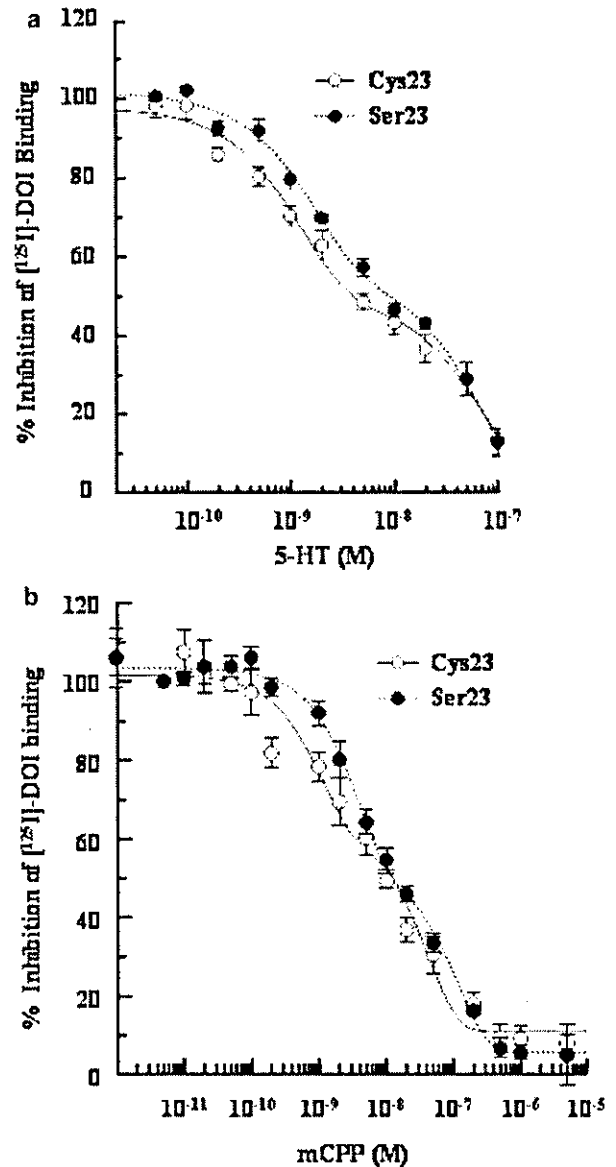 a
120
100
80
60
40
20
0
% Inhibition of [¹²⁵I]-DOI Binding
Cys23
Ser23
10⁻¹⁰ 10⁻⁹ 10⁻⁸ 10⁻⁷
5-HT (M)
b
120
100
80
60
40
20
0
% Inhibition of [¹²⁵I]-DOI binding
Cys23
Ser23
10⁻¹¹ 10⁻¹⁰ 10⁻⁹ 10⁻⁸ 10⁻⁷ 10⁻⁶ 10⁻⁵
mCPP (M)